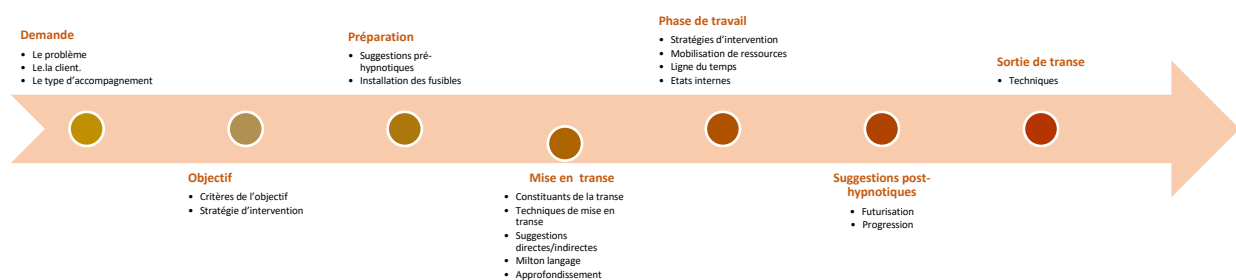 Demande
• Le problème
• Le.la client.
• Le type d'accompagnement
Objectif
• Critères de l'objectif
• Stratégie d'intervention
Préparation
• Suggestions pré-
hypnotiques
• Installation des fusibles
Mise en transe
• Constituants de la transe
• Techniques de mise en
transe
• Suggestions
directes/indirectes
• Milton langage
• Approfondissement
Phase de travail
• Stratégies d'intervention
• Mobilisation de ressources
• Ligne du temps
• Etats internes
Suggestions post-
hypnotiques
• Futurisation
• Progression
Sortie de transe
• Techniques